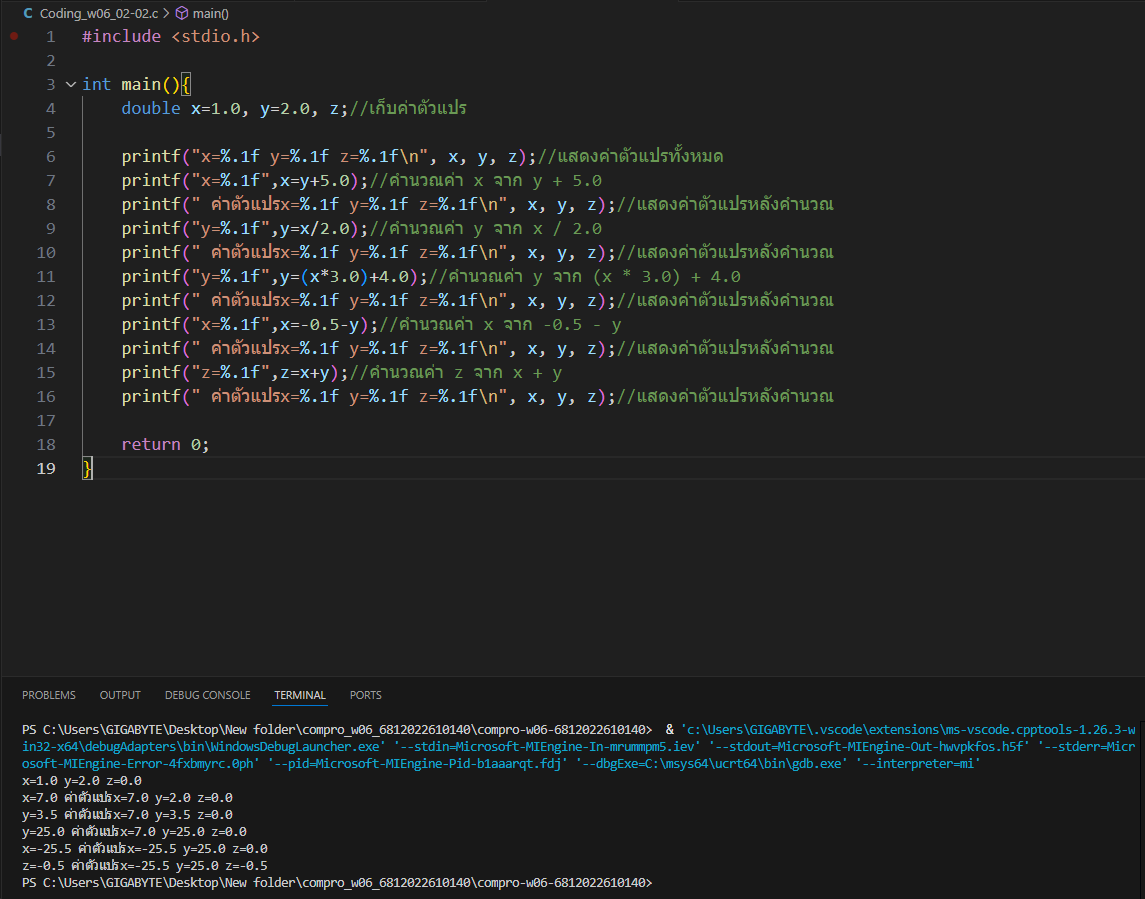 Coding_w06_02-02.c > main()
1 #include <stdio.h>
2
3 int main(){
4 double x=1.0, y=2.0, z;//เก็บค่าตัวแปร
5
6 printf("x=%.1f y=%.1f z=%.1f\n", x, y, z);//แสดงค่าตัวแปรทั้งหมด
7 printf("x=%.1f",x=y+5.0);//คำนวณค่า x จาก y + 5.0
8 printf(" ค่าตัวแปรx=%.1f y=%.1f z=%.1f\n", x, y, z);//แสดงค่าตัวแปรหลังคำนวณ
9 printf("y=%.1f",y=x/2.0);//คำนวณค่า y จาก x / 2.0
10 printf(" ค่าตัวแปรx=%.1f y=%.1f z=%.1f\n", x, y, z);//แสดงค่าตัวแปรหลังคำนวณ
11 printf("y=%.1f",y=(x*3.0)+4.0);//คำนวณค่า y จาก (x * 3.0) + 4.0
12 printf(" ค่าตัวแปรx=%.1f y=%.1f z=%.1f\n", x, y, z);//แสดงค่าตัวแปรหลังคำนวณ
13 printf("x=%.1f",x=-0.5-y);//คำนวณค่า x จาก -0.5 - y
14 printf(" ค่าตัวแปรx=%.1f y=%.1f z=%.1f\n", x, y, z);//แสดงค่าตัวแปรหลังคำนวณ
15 printf("z=%.1f",z=x+y);//คำนวณค่า z จาก x + y
16 printf(" ค่าตัวแปรx=%.1f y=%.1f z=%.1f\n", x, y, z);//แสดงค่าตัวแปรหลังคำนวณ
17
18 return 0;
19 }
PROBLEMS OUTPUT DEBUG CONSOLE TERMINAL PORTS
PS C:\Users\GIGABYTE\Desktop\New folder\compro_w06_6812022610140\compro-w06-6812022610140> & 'c:\Users\GIGABYTE\.vscode\extensions\ms-vscode.cpptools-1.26.3-w
in32-x64\debugAdapters\bin\WindowsDebugLauncher.exe' '--stdin=Microsoft-MIEngine-In-mrummpm5.iev' '--stdout=Microsoft-MIEngine-Out-hwvpkfos.h5f' '--stderr=Micr
osoft-MIEngine-Error-4fxbmyrc.0ph' '--pid=Microsoft-MIEngine-Pid-b1aaarqt.fdj' '--dbgExe=C:\msys64\ucrt64\bin\gdb.exe' '--interpreter=mi'
x=1.0 y=2.0 z=0.0
x=7.0 ค่าตัวแปรx=7.0 y=2.0 z=0.0
y=3.5 ค่าตัวแปรx=7.0 y=3.5 z=0.0
y=25.0 ค่าตัวแปรx=7.0 y=25.0 z=0.0
x=-25.5 ค่าตัวแปรx=-25.5 y=25.0 z=0.0
z=-0.5 ค่าตัวแปรx=-25.5 y=25.0 z=-0.5
PS C:\Users\GIGABYTE\Desktop\New folder\compro_w06_6812022610140\compro-w06-6812022610140>